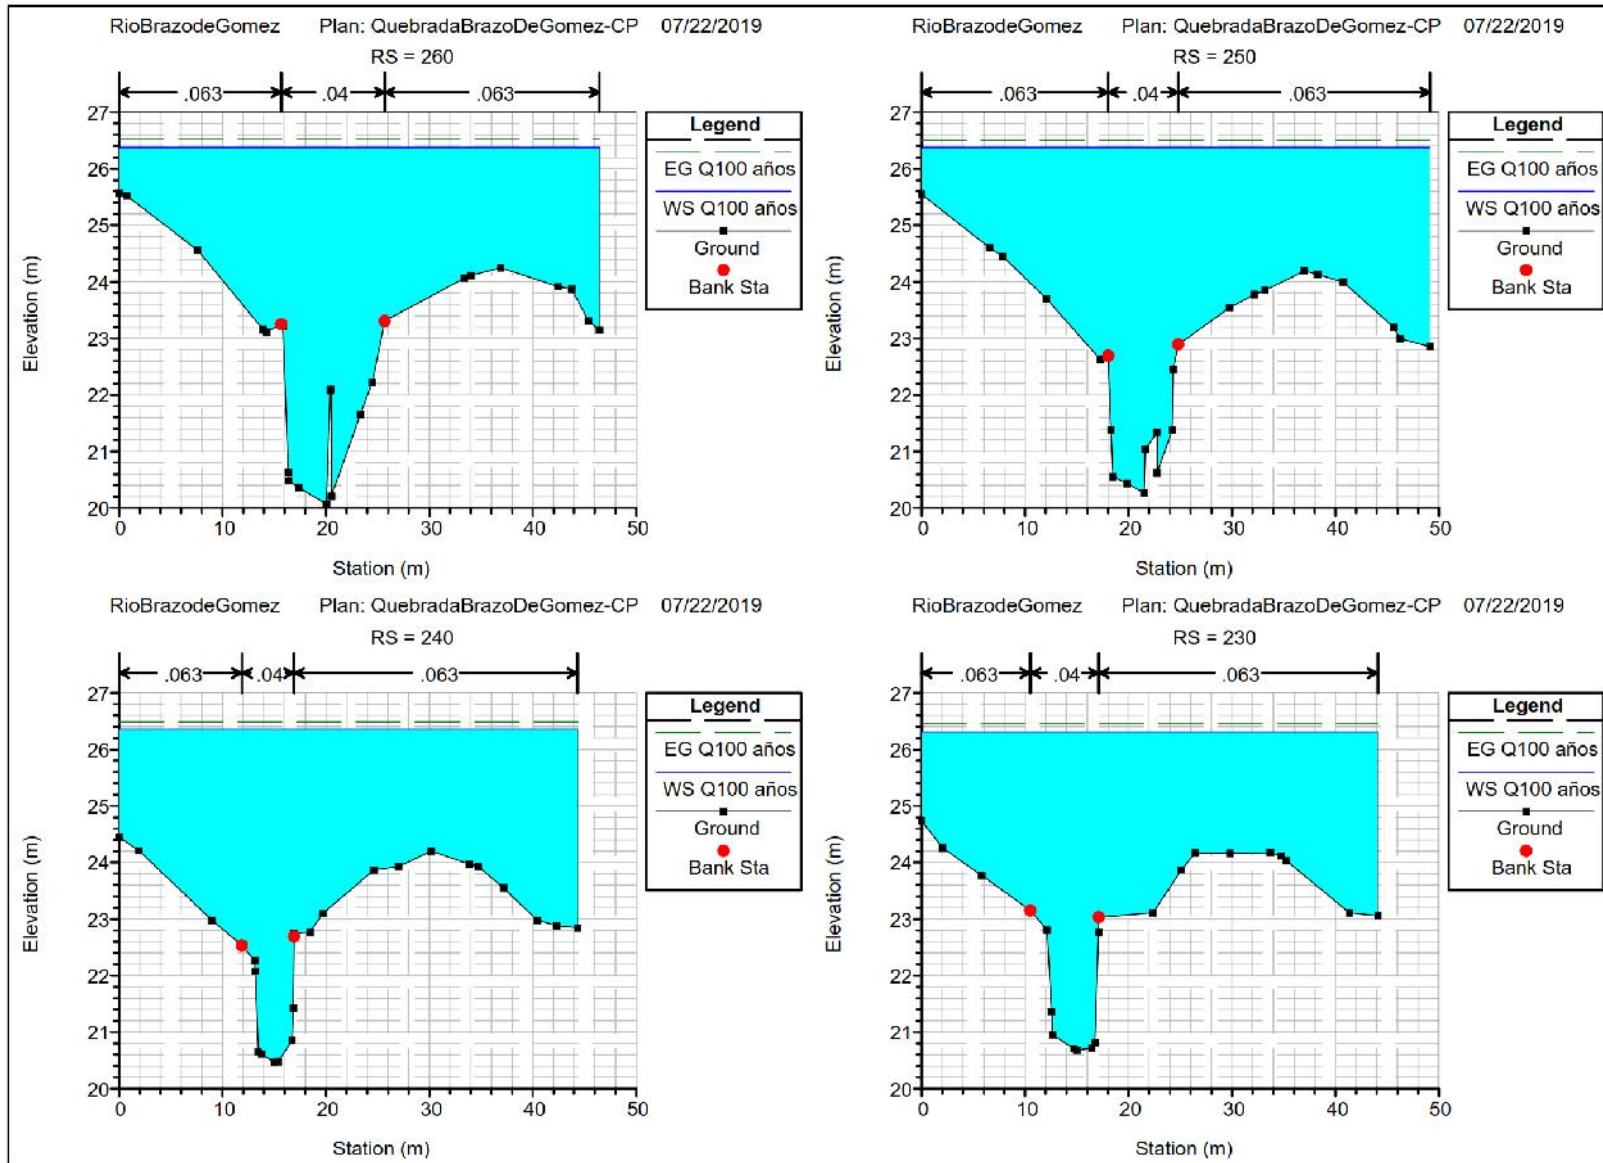 RioBrazodeGomez Plan: QuebradaBrazoDeGomez-CP 07/22/2019
RS = 260
.063 .04 .063
27
26
25
24
23
22
21
20
0 10 20 30 40 50
Elevation (m)
Station (m)
Legend
EG Q100 años
WS Q100 años
Ground
Bank Sta
RioBrazodeGomez Plan: QuebradaBrazoDeGomez-CP 07/22/2019
RS = 250
.063 .04 .063
27
26
25
24
23
22
21
20
0 10 20 30 40 50
Elevation (m)
Station (m)
Legend
EG Q100 años
WS Q100 años
Ground
Bank Sta
RioBrazodeGomez Plan: QuebradaBrazoDeGomez-CP 07/22/2019
RS = 240
.063 .04 .063
27
26
25
24
23
22
21
20
0 10 20 30 40 50
Elevation (m)
Station (m)
Legend
EG Q100 años
WS Q100 años
Ground
Bank Sta
RioBrazodeGomez Plan: QuebradaBrazoDeGomez-CP 07/22/2019
RS = 230
.063 .04 .063
27
26
25
24
23
22
21
20
0 10 20 30 40 50
Elevation (m)
Station (m)
Legend
EG Q100 años
WS Q100 años
Ground
Bank Sta